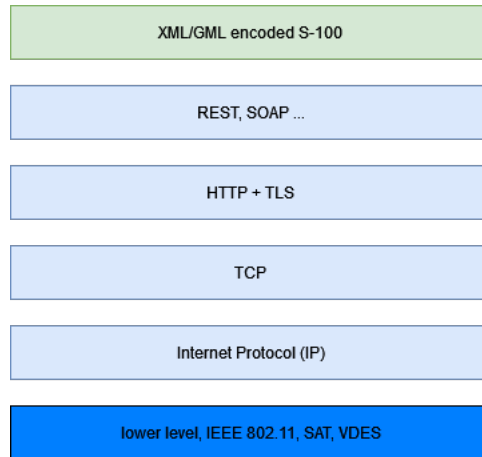 XML/GML encoded S-100
REST, SOAP ...
HTTP + TLS
TCP
Internet Protocol (IP)
lower level, IEEE 802.11, SAT, VDES